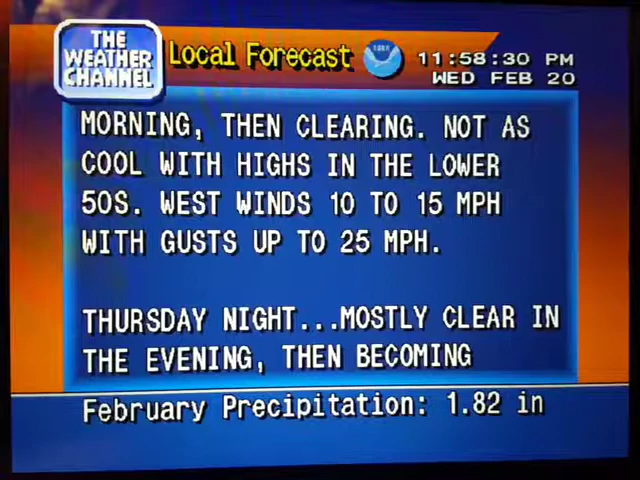 THE
WEATHER
CHANNEL
Local Forecast
NOAA
11:58:30 PM
WED FEB 20
MORNING, THEN CLEARING. NOT AS
COOL WITH HIGHS IN THE LOWER
50S. WEST WINDS 10 TO 15 MPH
WITH GUSTS UP TO 25 MPH.
THURSDAY NIGHT...MOSTLY CLEAR IN
THE EVENING, THEN BECOMING
February Precipitation: 1.82 in